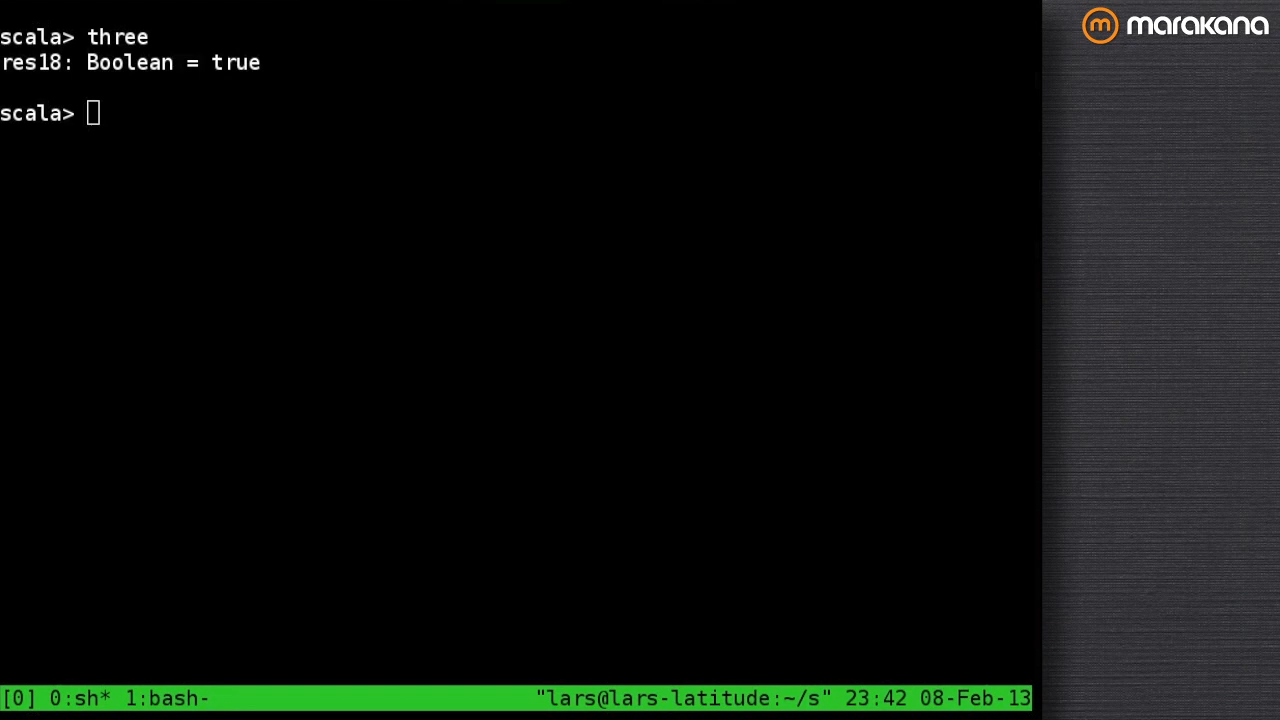 marakana
scala> three
res18: Boolean = true
scala>
[0] 0:sh* 1:bash- "lars@lars-latitude:~/s" 23:42 08-Feb-13